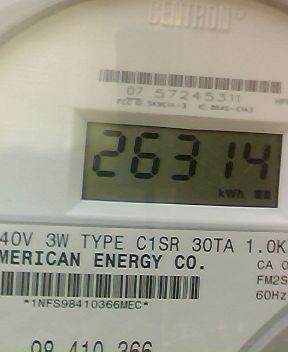 CENTRON
07 57245311
26314
kWh
40V 3W TYPE C1SR 30TA 1.0K
MERICAN ENERGY CO.
CA 0
FM2S
60Hz
*1NFS98410366MEC*
98 410 366